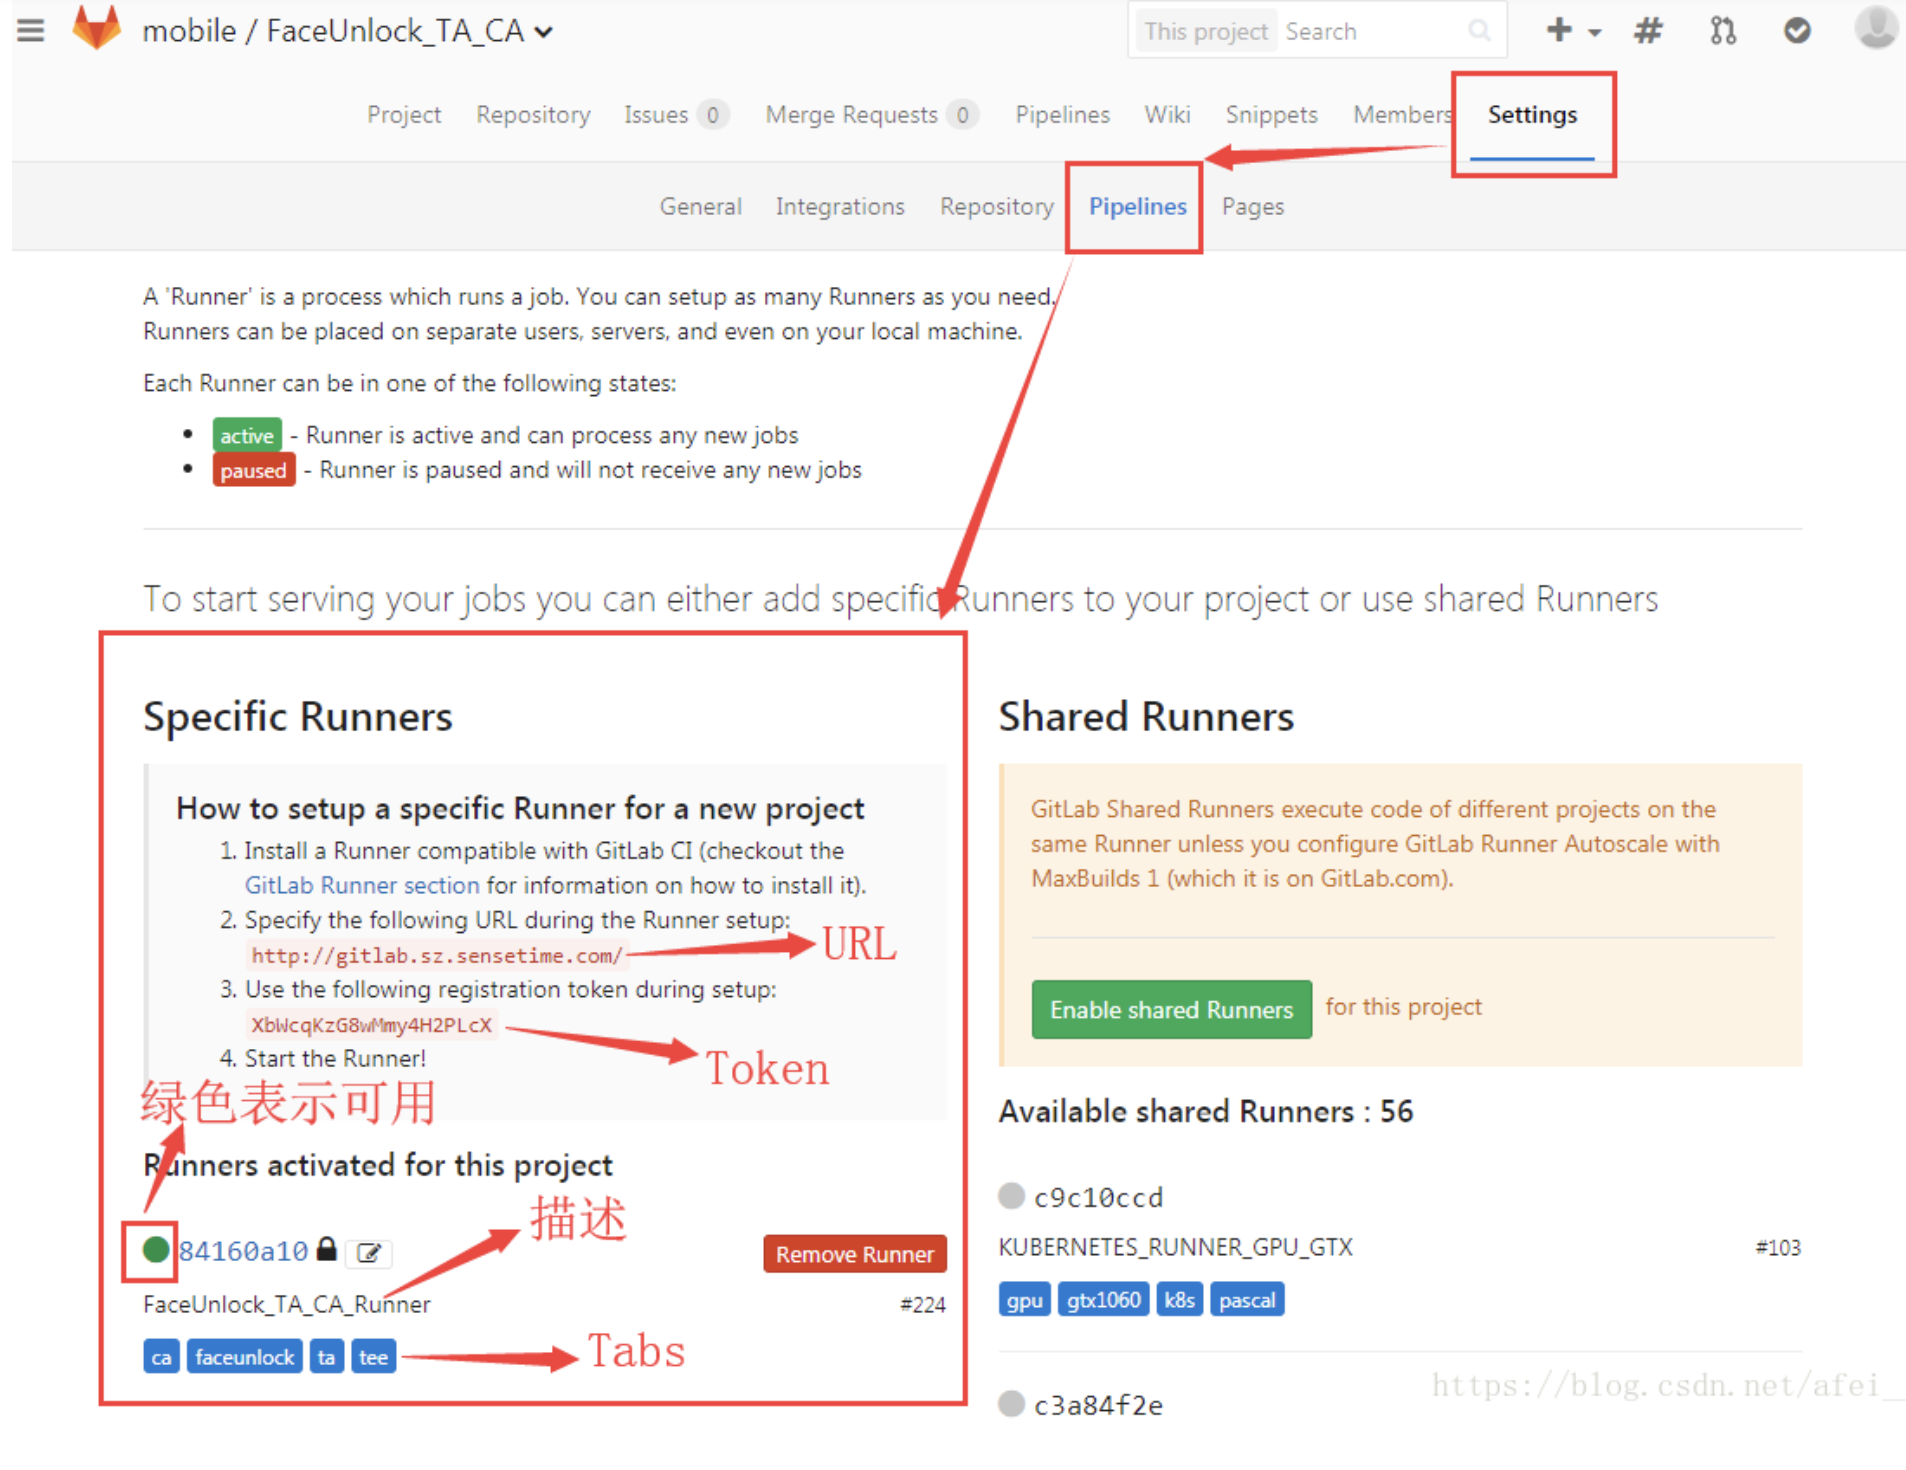 mobile / FaceUnlock_TA_CA
This project Search
Project Repository Issues 0 Merge Requests 0 Pipelines Wiki Snippets Members Settings
General Integrations Repository Pipelines Pages
A 'Runner' is a process which runs a job. You can setup as many Runners as you need.
Runners can be placed on separate users, servers, and even on your local machine.
Each Runner can be in one of the following states:
active - Runner is active and can process any new jobs
paused - Runner is paused and will not receive any new jobs
To start serving your jobs you can either add specific Runners to your project or use shared Runners
Specific Runners
How to setup a specific Runner for a new project
1. Install a Runner compatible with GitLab CI (checkout the
GitLab Runner section for information on how to install it).
2. Specify the following URL during the Runner setup:
http://gitlab.sz.sensetime.com/
URL
3. Use the following registration token during setup:
XbWcqKzG8wMmy4H2PLcX
Token
4. Start the Runner!
绿色表示可用
Runners activated for this project
描述
84160a10
Remove Runner
FaceUnlock_TA_CA_Runner #224
ca faceunlock ta tee
Tabs
Shared Runners
GitLab Shared Runners execute code of different projects on the
same Runner unless you configure GitLab Runner Autoscale with
MaxBuilds 1 (which it is on GitLab.com).
Enable shared Runners for this project
Available shared Runners : 56
c9c10ccd
KUBERNETES_RUNNER_GPU_GTX #103
gpu gtx1060 k8s pascal
c3a84f2e
https://blog.csdn.net/afei_